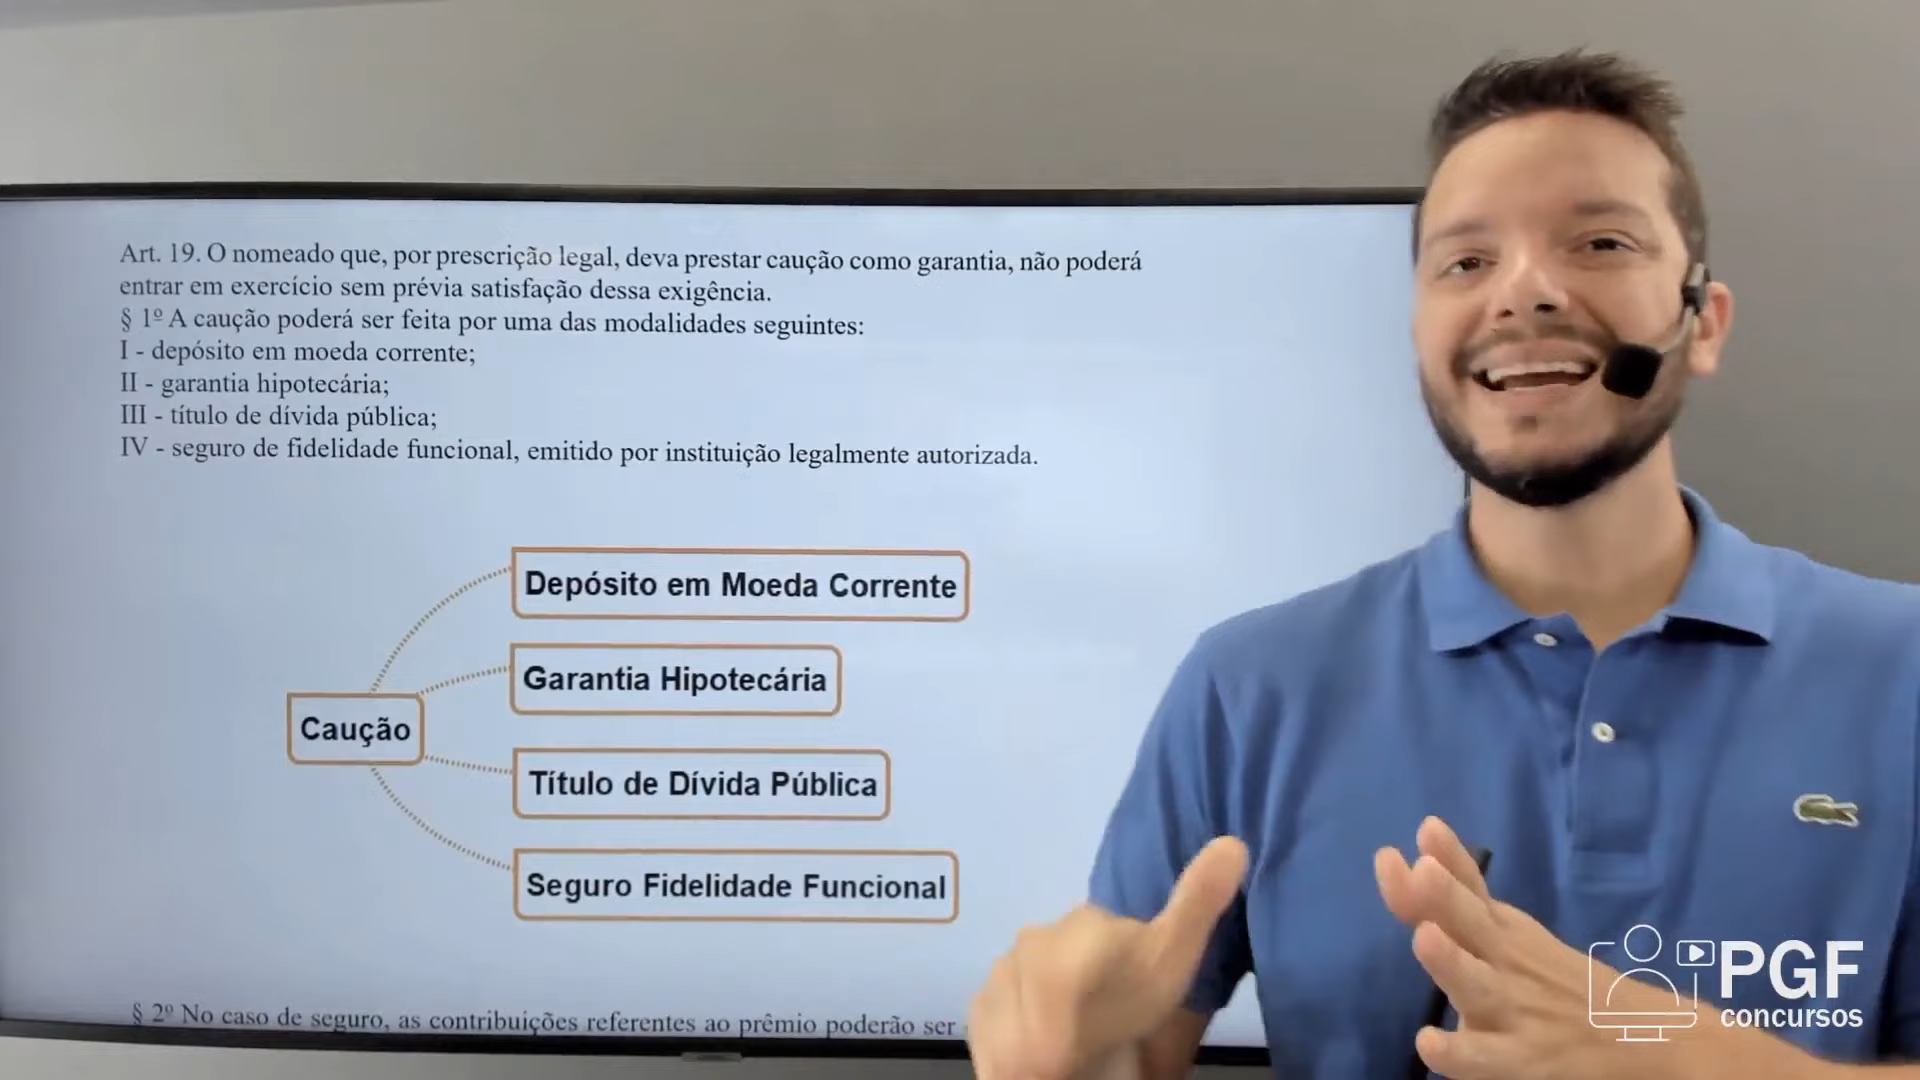 Art. 19. O nomeado que, por prescrição legal, deva prestar caução como garantia, não poderá
entrar em exercício sem prévia satisfação dessa exigência.
§ 1º A caução poderá ser feita por uma das modalidades seguintes:
I - depósito em moeda corrente;
II - garantia hipotecária;
III - título de dívida pública;
IV - seguro de fidelidade funcional, emitido por instituição legalmente autorizada.
Depósito em Moeda Corrente
Garantia Hipotecária
Caução
Título de Dívida Pública
Seguro Fidelidade Funcional
§ 2º No caso de seguro, as contribuições referentes ao prêmio poderão ser
PGF
concursos